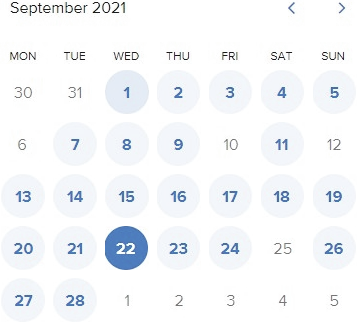 September 2021
MON TUE WED THU FRI SAT SUN
30 31 1 2 3 4 5
6 7 8 9 10 11 12
13 14 15 16 17 18 19
20 21 22 23 24 25 26
27 28 1 2 3 4 5